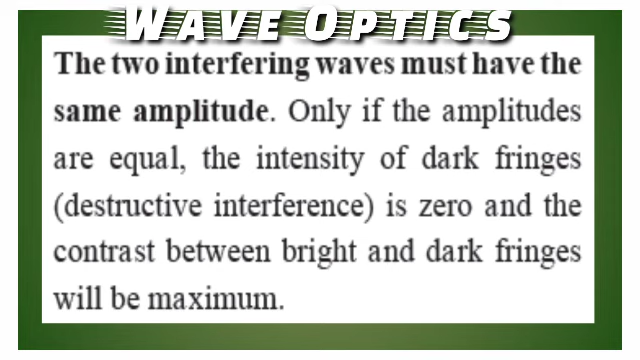 WAVE OPTICS
The two interfering waves must have the
same amplitude. Only if the amplitudes
are equal, the intensity of dark fringes
(destructive interference) is zero and the
contrast between bright and dark fringes
will be maximum.